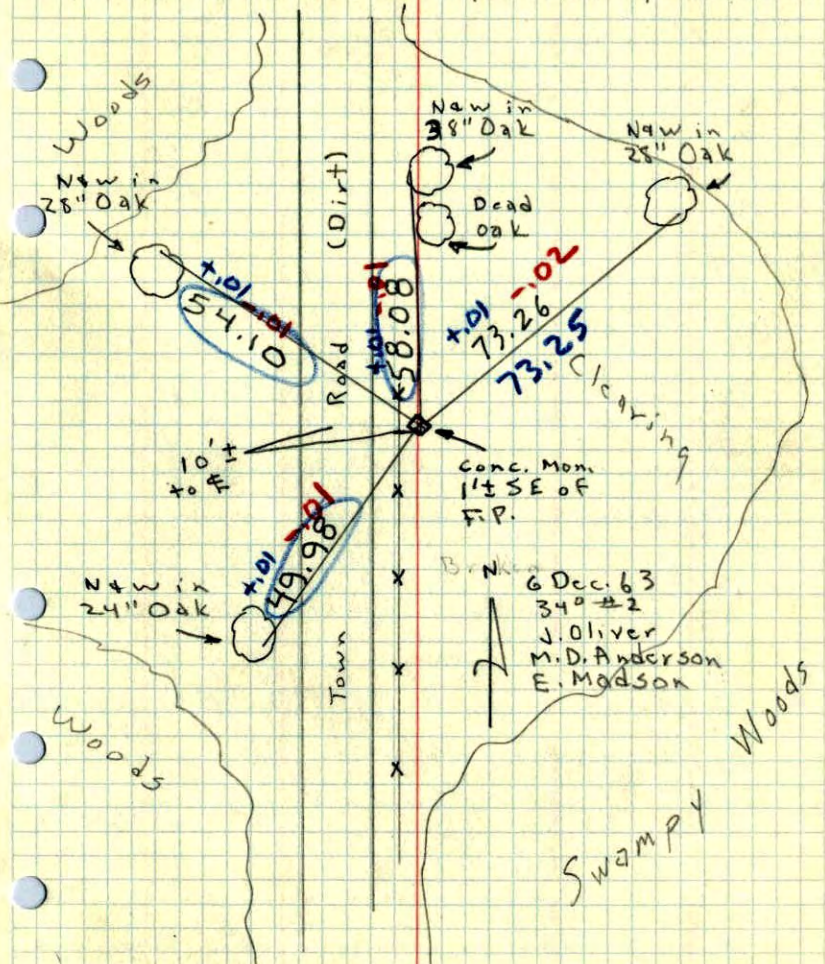 Woods
N&W in
28" Oak
N&W in
38" Oak
N&W in
28" Oak
Dead
Oak
(Dirt)
+.01 -.01
54.10
+.01 -.01
58.08
+.01 -.02
73.26
73.25
Clearing
Road
10'±
to ℄
Conc. Mon.
1'± SE of
F.P.
x
x
x
x
+.01 -.01
49.98
N&W in
24" Oak
Town
N
6 Dec. 63
34° #2
J. Oliver
M.D. Anderson
E. Madson
Woods
Woods
Swampy